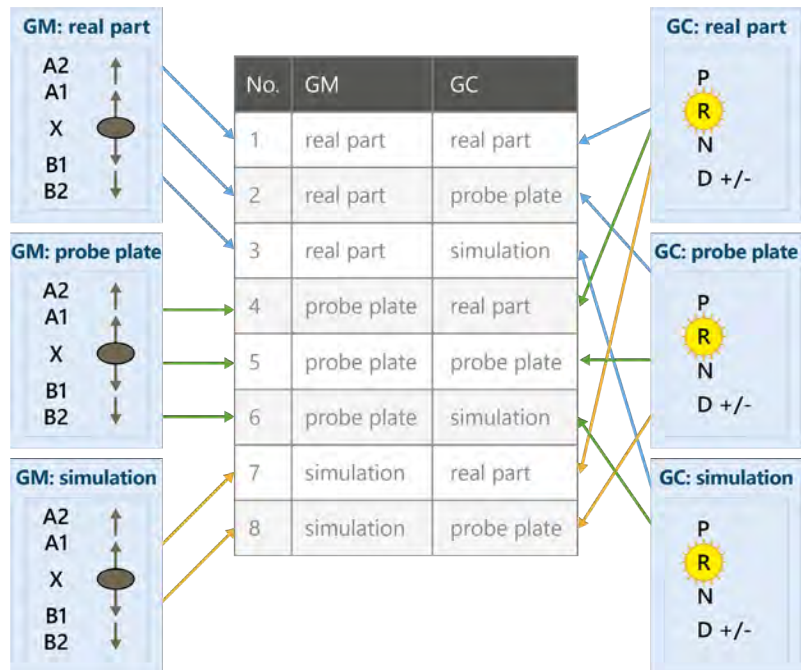 GM: real part
A2
A1
X
B1
B2
GM: probe plate
A2
A1
X
B1
B2
GM: simulation
A2
A1
X
B1
B2
No. GM GC
1 real part real part
2 real part probe plate
3 real part simulation
4 probe plate real part
5 probe plate probe plate
6 probe plate simulation
7 simulation real part
8 simulation probe plate
GC: real part
P
R
N
D +/-
GC: probe plate
P
R
N
D +/-
GC: simulation
P
R
N
D +/-